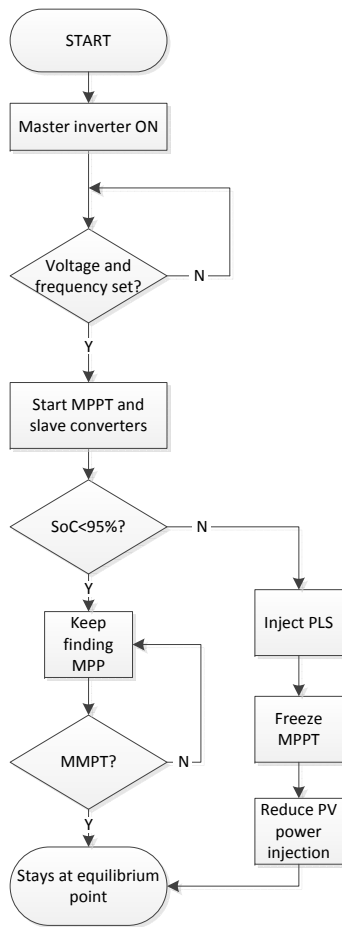 START
Master inverter ON
Voltage and
frequency set?
N
Y
Start MPPT and
slave converters
SoC<95%?
N
Y
Keep
finding
MPP
Inject PLS
Freeze
MPPT
MMPT?
N
Y
Reduce PV
power
injection
Stays at equilibrium
point